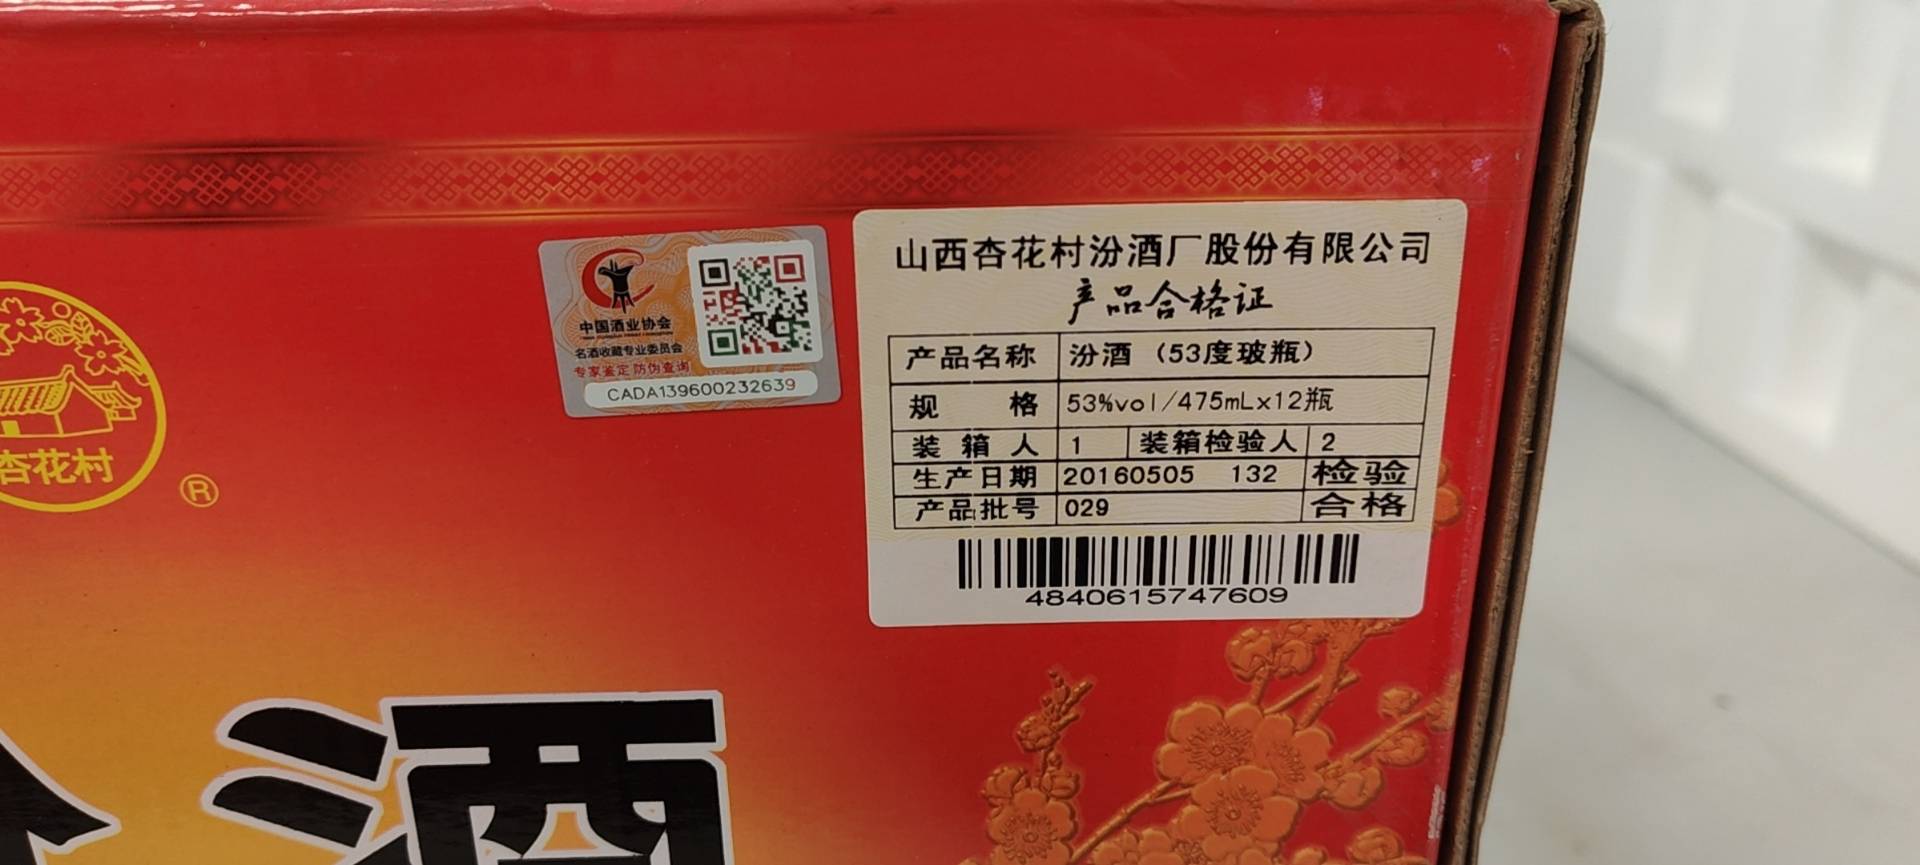 杏花村
®
中国酒业协会
名酒收藏专业委员会
专家鉴定 防伪查询
CADA139600232639
山西杏花村汾酒厂股份有限公司
产品合格证
产品名称 汾酒（53度玻瓶）
规 格 53%vol/475mLx12瓶
装 箱 人 1 装箱检验人 2
生产日期 20160505 132 检验
产品批号 029 合格
4840615747609
酒